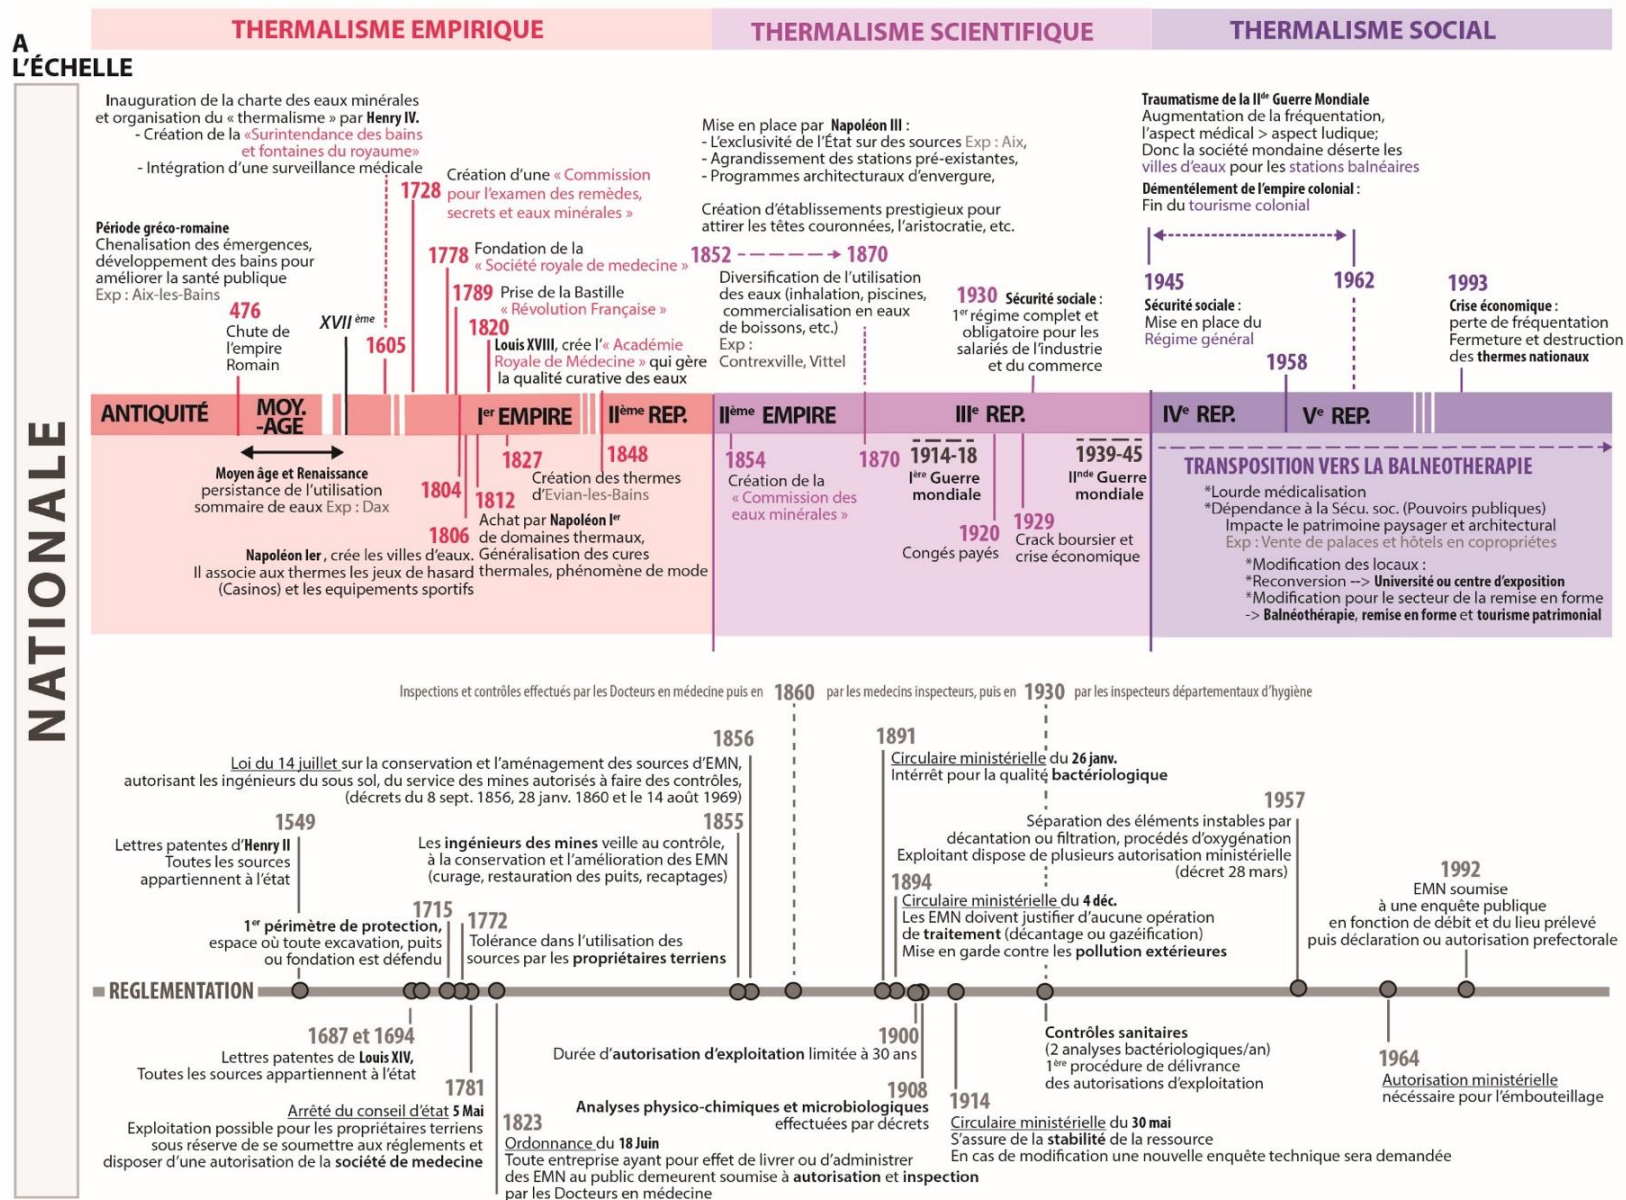 A
L'ÉCHELLE
NATIONALE
THERMALISME EMPIRIQUE
THERMALISME SCIENTIFIQUE
THERMALISME SOCIAL
Inauguration de la charte des eaux minérales
et organisation du « thermalisme » par Henry IV.
- Création de la «Surintendance des bains
et fontaines du royaume»
- Intégration d'une surveillance médicale
Période gréco-romaine
Chenalisation des émergences,
développement des bains pour
améliorer la santé publique
Exp : Aix-les-Bains
476
Chute de
l'empire
Romain
XVII ème
1605
1728
Création d'une « Commission
pour l'examen des remèdes,
secrets et eaux minérales »
1778
Fondation de la
« Société royale de medecine »
1789
Prise de la Bastille
« Révolution Française »
1820
Louis XVIII, crée l'« Académie
Royale de Médecine » qui gère
la qualité curative des eaux
Mise en place par Napoléon III :
- L'exclusivité de l'État sur des sources Exp : Aix,
- Agrandissement des stations pré-existantes,
- Programmes architecturaux d'envergure,
Création d'établissements prestigieux pour
attirer les têtes couronnées, l'aristocratie, etc.
1852
1870
Diversification de l'utilisation
des eaux (inhalation, piscines,
commercialisation en eaux
de boissons, etc.)
Exp :
Contrexville, Vittel
1930 Sécurité sociale :
1er régime complet et
obligatoire pour les
salariés de l'industrie
et du commerce
Traumatisme de la IIde Guerre Mondiale
Augmentation de la fréquentation,
l'aspect médical > aspect ludique;
Donc la société mondaine déserte les
villes d'eaux pour les stations balnéaires
Démentélement de l'empire colonial :
Fin du tourisme colonial
1945
Sécurité sociale :
Mise en place du
Régime général
1958
1962
1993
Crise économique :
perte de fréquentation
Fermeture et destruction
des thermes nationaux
ANTIQUITÉ
MOY.
-AGE
Ier EMPIRE
IIème REP.
IIème EMPIRE
IIIe REP.
IVe REP.
Ve REP.
Moyen âge et Renaissance
persistance de l'utilisation
sommaire de eaux Exp : Dax
1804
1806
Napoléon Ier , crée les villes d'eaux.
Il associe aux thermes les jeux de hasard
(Casinos) et les equipements sportifs
1812
Achat par Napoléon Ier
de domaines thermaux,
Généralisation des cures
thermales, phénomène de mode
1827
Création des thermes
d'Evian-les-Bains
1848
1854
Création de la
« Commission des
eaux minérales »
1870
1914-18
Ière Guerre
mondiale
1920
Congés payés
1929
Crack boursier et
crise économique
1939-45
IInde Guerre
mondiale
TRANSPOSITION VERS LA BALNEOTHERAPIE
*Lourde médicalisation
*Dépendance à la Sécu. soc. (Pouvoirs publiques)
Impacte le patrimoine paysager et architectural
Exp : Vente de palaces et hôtels en copropriétes
*Modification des locaux :
*Reconversion --> Université ou centre d'exposition
*Modification pour le secteur de la remise en forme
-> Balnéothérapie, remise en forme et tourisme patrimonial
Inspections et contrôles effectués par les Docteurs en médecine puis en 1860 par les medecins inspecteurs, puis en 1930 par les inspecteurs départementaux d'hygiène
1856
Loi du 14 juillet sur la conservation et l'aménagement des sources d'EMN,
autorisant les ingénieurs du sous sol, du service des mines autorisés à faire des contrôles,
(décrets du 8 sept. 1856, 28 janv. 1860 et le 14 août 1969)
1549
Lettres patentes d'Henry II
Toutes les sources
appartiennent à l'état
1855
Les ingénieurs des mines veille au contrôle,
à la conservation et l'amélioration des EMN
(curage, restauration des puits, recaptages)
1715
1er périmètre de protection,
espace où toute excavation, puits
ou fondation est défendu
1772
Tolérance dans l'utilisation des
sources par les propriétaires terriens
1891
Circulaire ministérielle du 26 janv.
Intérrêt pour la qualité bactériologique
1957
Séparation des éléments instables par
décantation ou filtration, procédés d'oxygénation
Exploitant dispose de plusieurs autorisation ministérielle
(décret 28 mars)
1894
Circulaire ministérielle du 4 déc.
Les EMN doivent justifier d'aucune opération
de traitement (décantage ou gazéification)
Mise en garde contre les pollution extérieures
1992
EMN soumise
à une enquête publique
en fonction de débit et du lieu prélevé
puis déclaration ou autorisation prefectorale
REGLEMENTATION
1687 et 1694
Lettres patentes de Louis XIV,
Toutes les sources appartiennent à l'état
1781
Arrêté du conseil d'état 5 Mai
Exploitation possible pour les propriétaires terriens
sous réserve de se soumettre aux réglements et
disposer d'une autorisation de la société de medecine
1823
Ordonnance du 18 Juin
Toute entreprise ayant pour effet de livrer ou d'administrer
des EMN au public demeurent soumise à autorisation et inspection
par les Docteurs en médecine
1900
Durée d'autorisation d'exploitation limitée à 30 ans
1908
Analyses physico-chimiques et microbiologiques
effectuées par décrets
1914
Circulaire ministérielle du 30 mai
S'assure de la stabilité de la ressource
En cas de modification une nouvelle enquête technique sera demandée
Contrôles sanitaires
(2 analyses bactériologiques/an)
1ère procédure de délivrance
des autorisations d'exploitation
1964
Autorisation ministérielle
nécéssaire pour l'émbouteillage